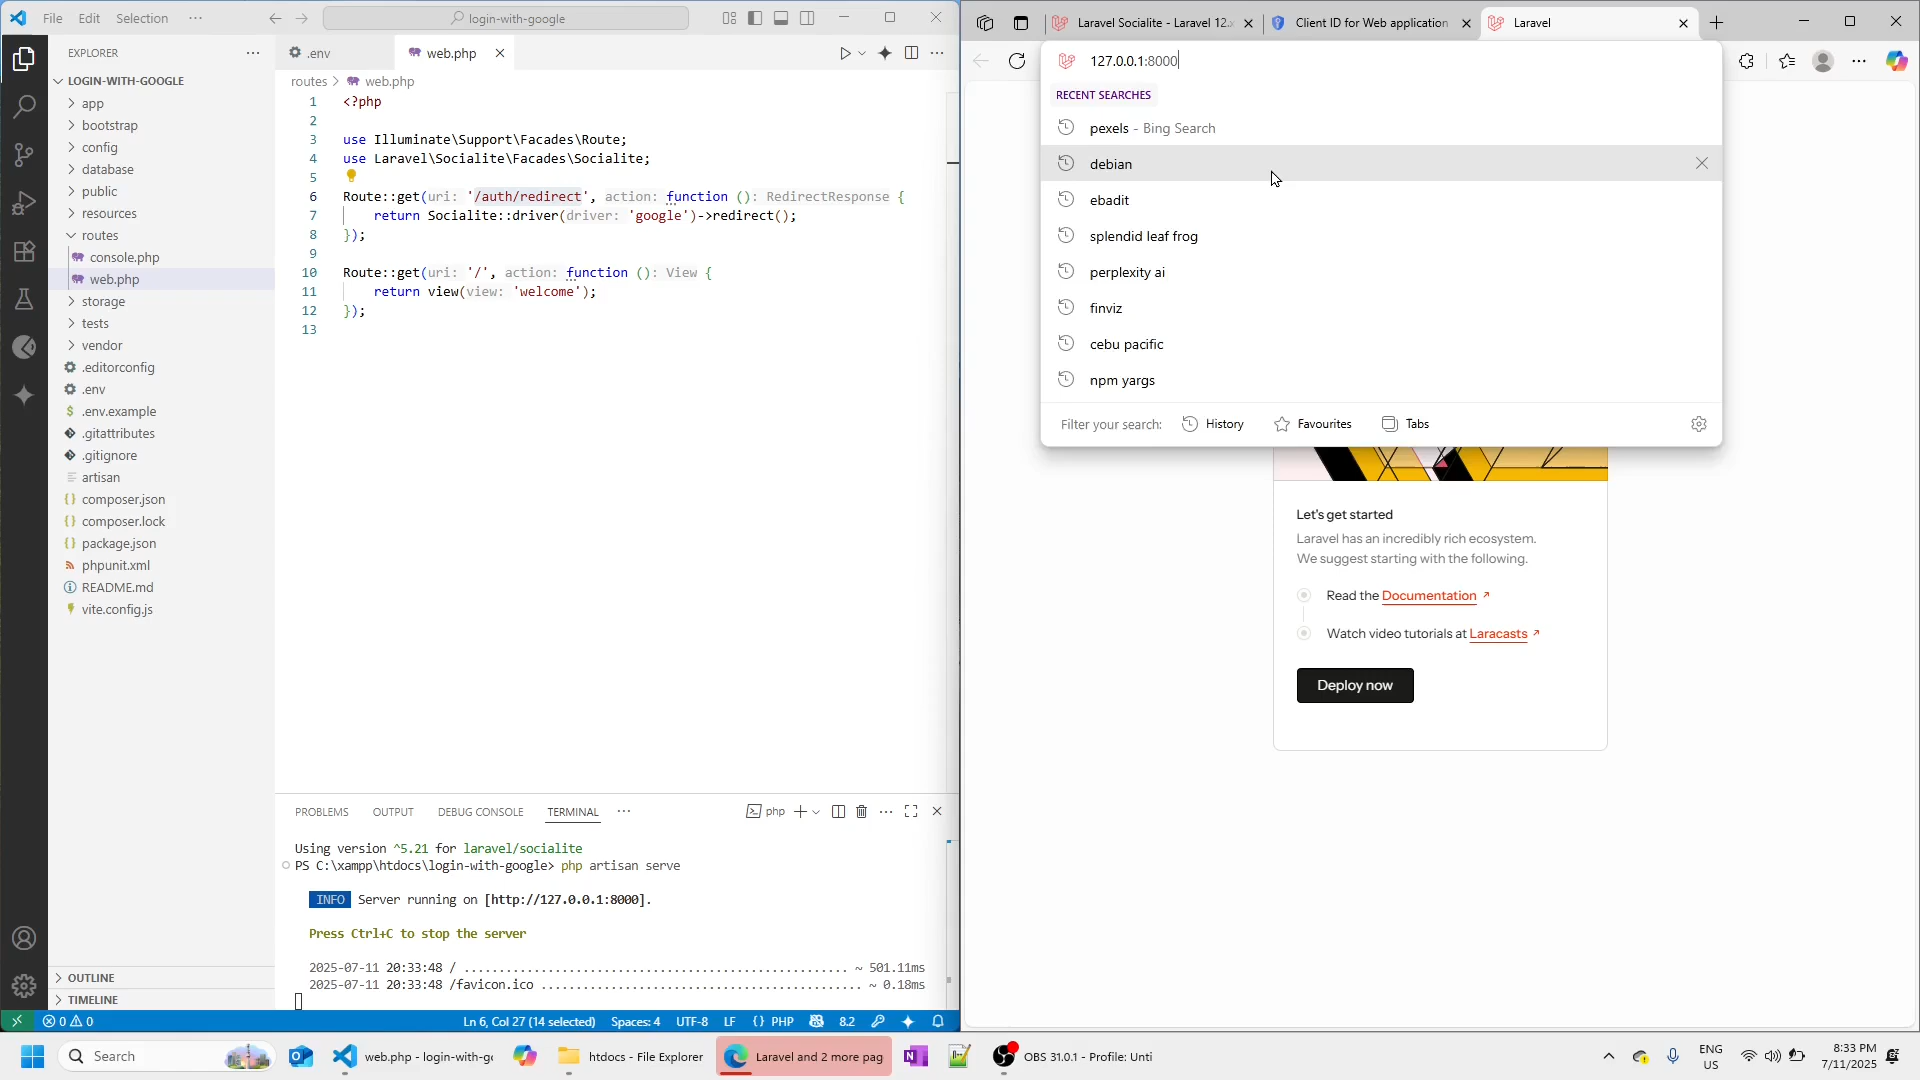 File Edit Selection ··· login-with-google
EXPLORER ···
LOGIN-WITH-GOOGLE
app
bootstrap
config
database
public
resources
routes
console.php
web.php
storage
tests
vendor
.editorconfig
.env
.env.example
.gitattributes
.gitignore
artisan
composer.json
composer.lock
package.json
phpunit.xml
README.md
vite.config.js
OUTLINE
TIMELINE
.env web.php
routes > web.php
1 <?php
2
3 use Illuminate\Support\Facades\Route;
4 use Laravel\Socialite\Facades\Socialite;
5
6 Route::get(uri: '/auth/redirect', action: function (): RedirectResponse {
7 return Socialite::driver(driver: 'google')->redirect();
8 });
9
10 Route::get(uri: '/', action: function (): View {
11 return view(view: 'welcome');
12 });
13
PROBLEMS OUTPUT DEBUG CONSOLE TERMINAL ··· php
Using version ^5.21 for laravel/socialite
PS C:\xampp\htdocs\login-with-google> php artisan serve
INFO Server running on [http://127.0.0.1:8000].
Press Ctrl+C to stop the server
2025-07-11 20:33:48 / .................................................. ~ 501.11ms
2025-07-11 20:33:48 /favicon.ico .......................................... ~ 0.18ms
0 0 Ln 6, Col 27 (14 selected) Spaces: 4 UTF-8 LF {} PHP 8.2
Laravel Socialite - Laravel 12.x Client ID for Web application Laravel
127.0.0.1:8000
RECENT SEARCHES
pexels - Bing Search
debian
ebadit
splendid leaf frog
perplexity ai
finviz
cebu pacific
npm yargs
Filter your search: History Favourites Tabs
Let's get started
Laravel has an incredibly rich ecosystem.
We suggest starting with the following.
Read the Documentation
Watch video tutorials at Laracasts
Deploy now
Search web.php - login-with-go htdocs - File Explorer Laravel and 2 more pag OBS 31.0.1 - Profile: Unti
ENG
US
8:33 PM
7/11/2025